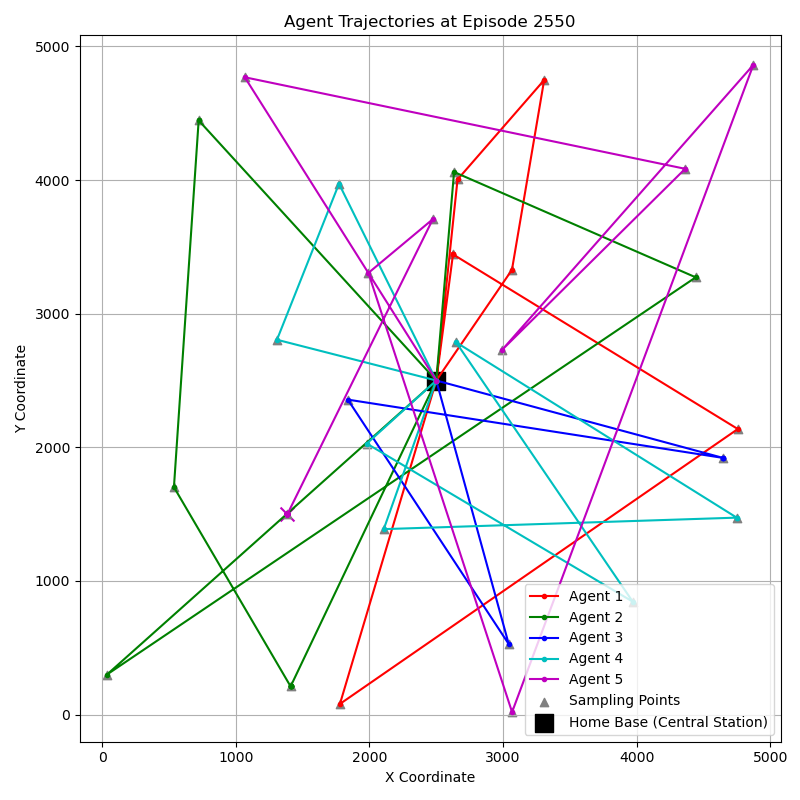 Agent Trajectories at Episode 2550
5000
4000
3000
2000
1000
0
Y Coordinate
0 1000 2000 3000 4000 5000
X Coordinate
Agent 1
Agent 2
Agent 3
Agent 4
Agent 5
Sampling Points
Home Base (Central Station)